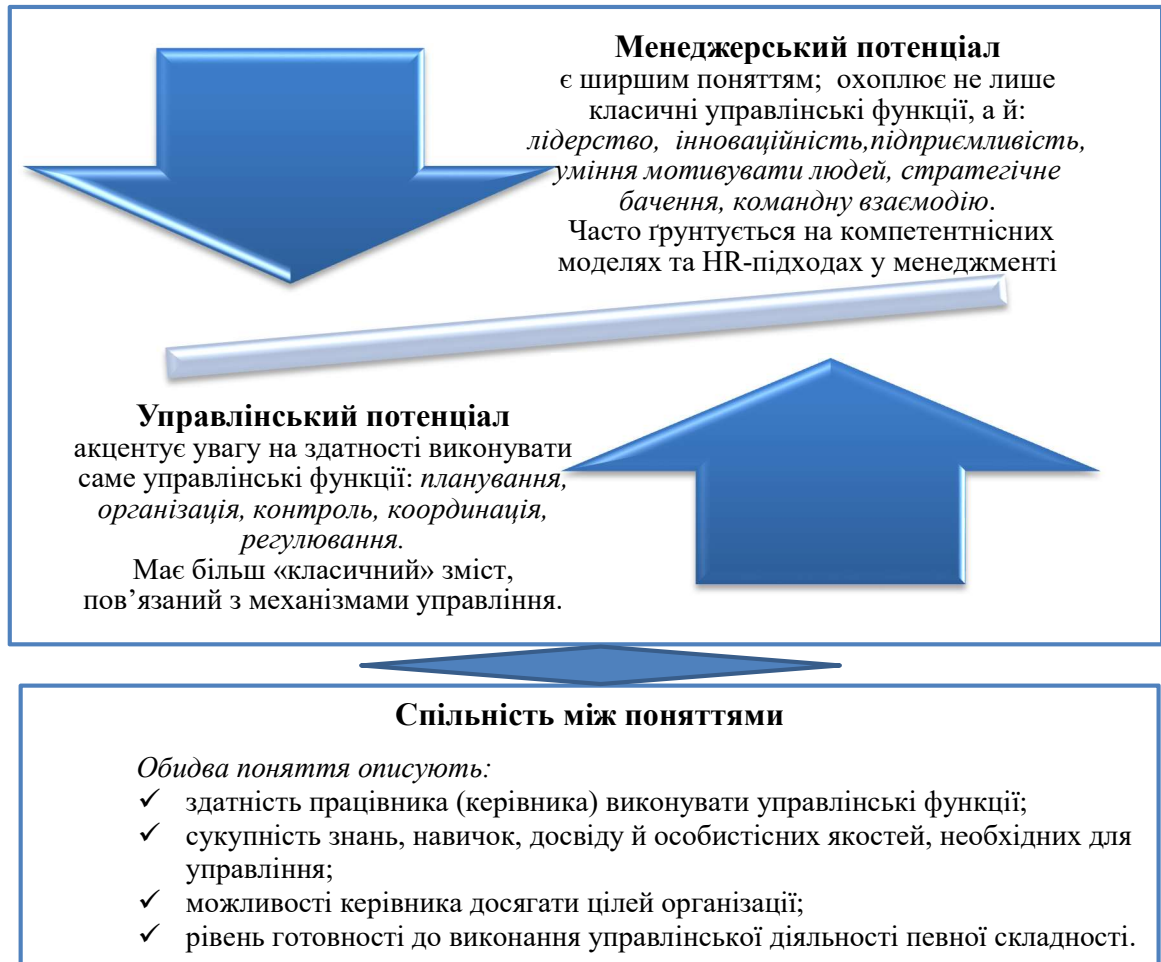 Менеджерський потенціал
є ширшим поняттям; охоплює не лише
класичні управлінські функції, а й:
лідерство, інноваційність,підприємливість,
уміння мотивувати людей, стратегічне
бачення, командну взаємодію.
Часто ґрунтується на компетентнісних
моделях та HR-підходах у менеджменті
Управлінський потенціал
акцентує увагу на здатності виконувати
саме управлінські функції: планування,
організація, контроль, координація,
регулювання.
Має більш «класичний» зміст,
пов’язаний з механізмами управління.
Спільність між поняттями
Обидва поняття описують:
✓ здатність працівника (керівника) виконувати управлінські функції;
✓ сукупність знань, навичок, досвіду й особистісних якостей, необхідних для
управління;
✓ можливості керівника досягати цілей організації;
✓ рівень готовності до виконання управлінської діяльності певної складності.